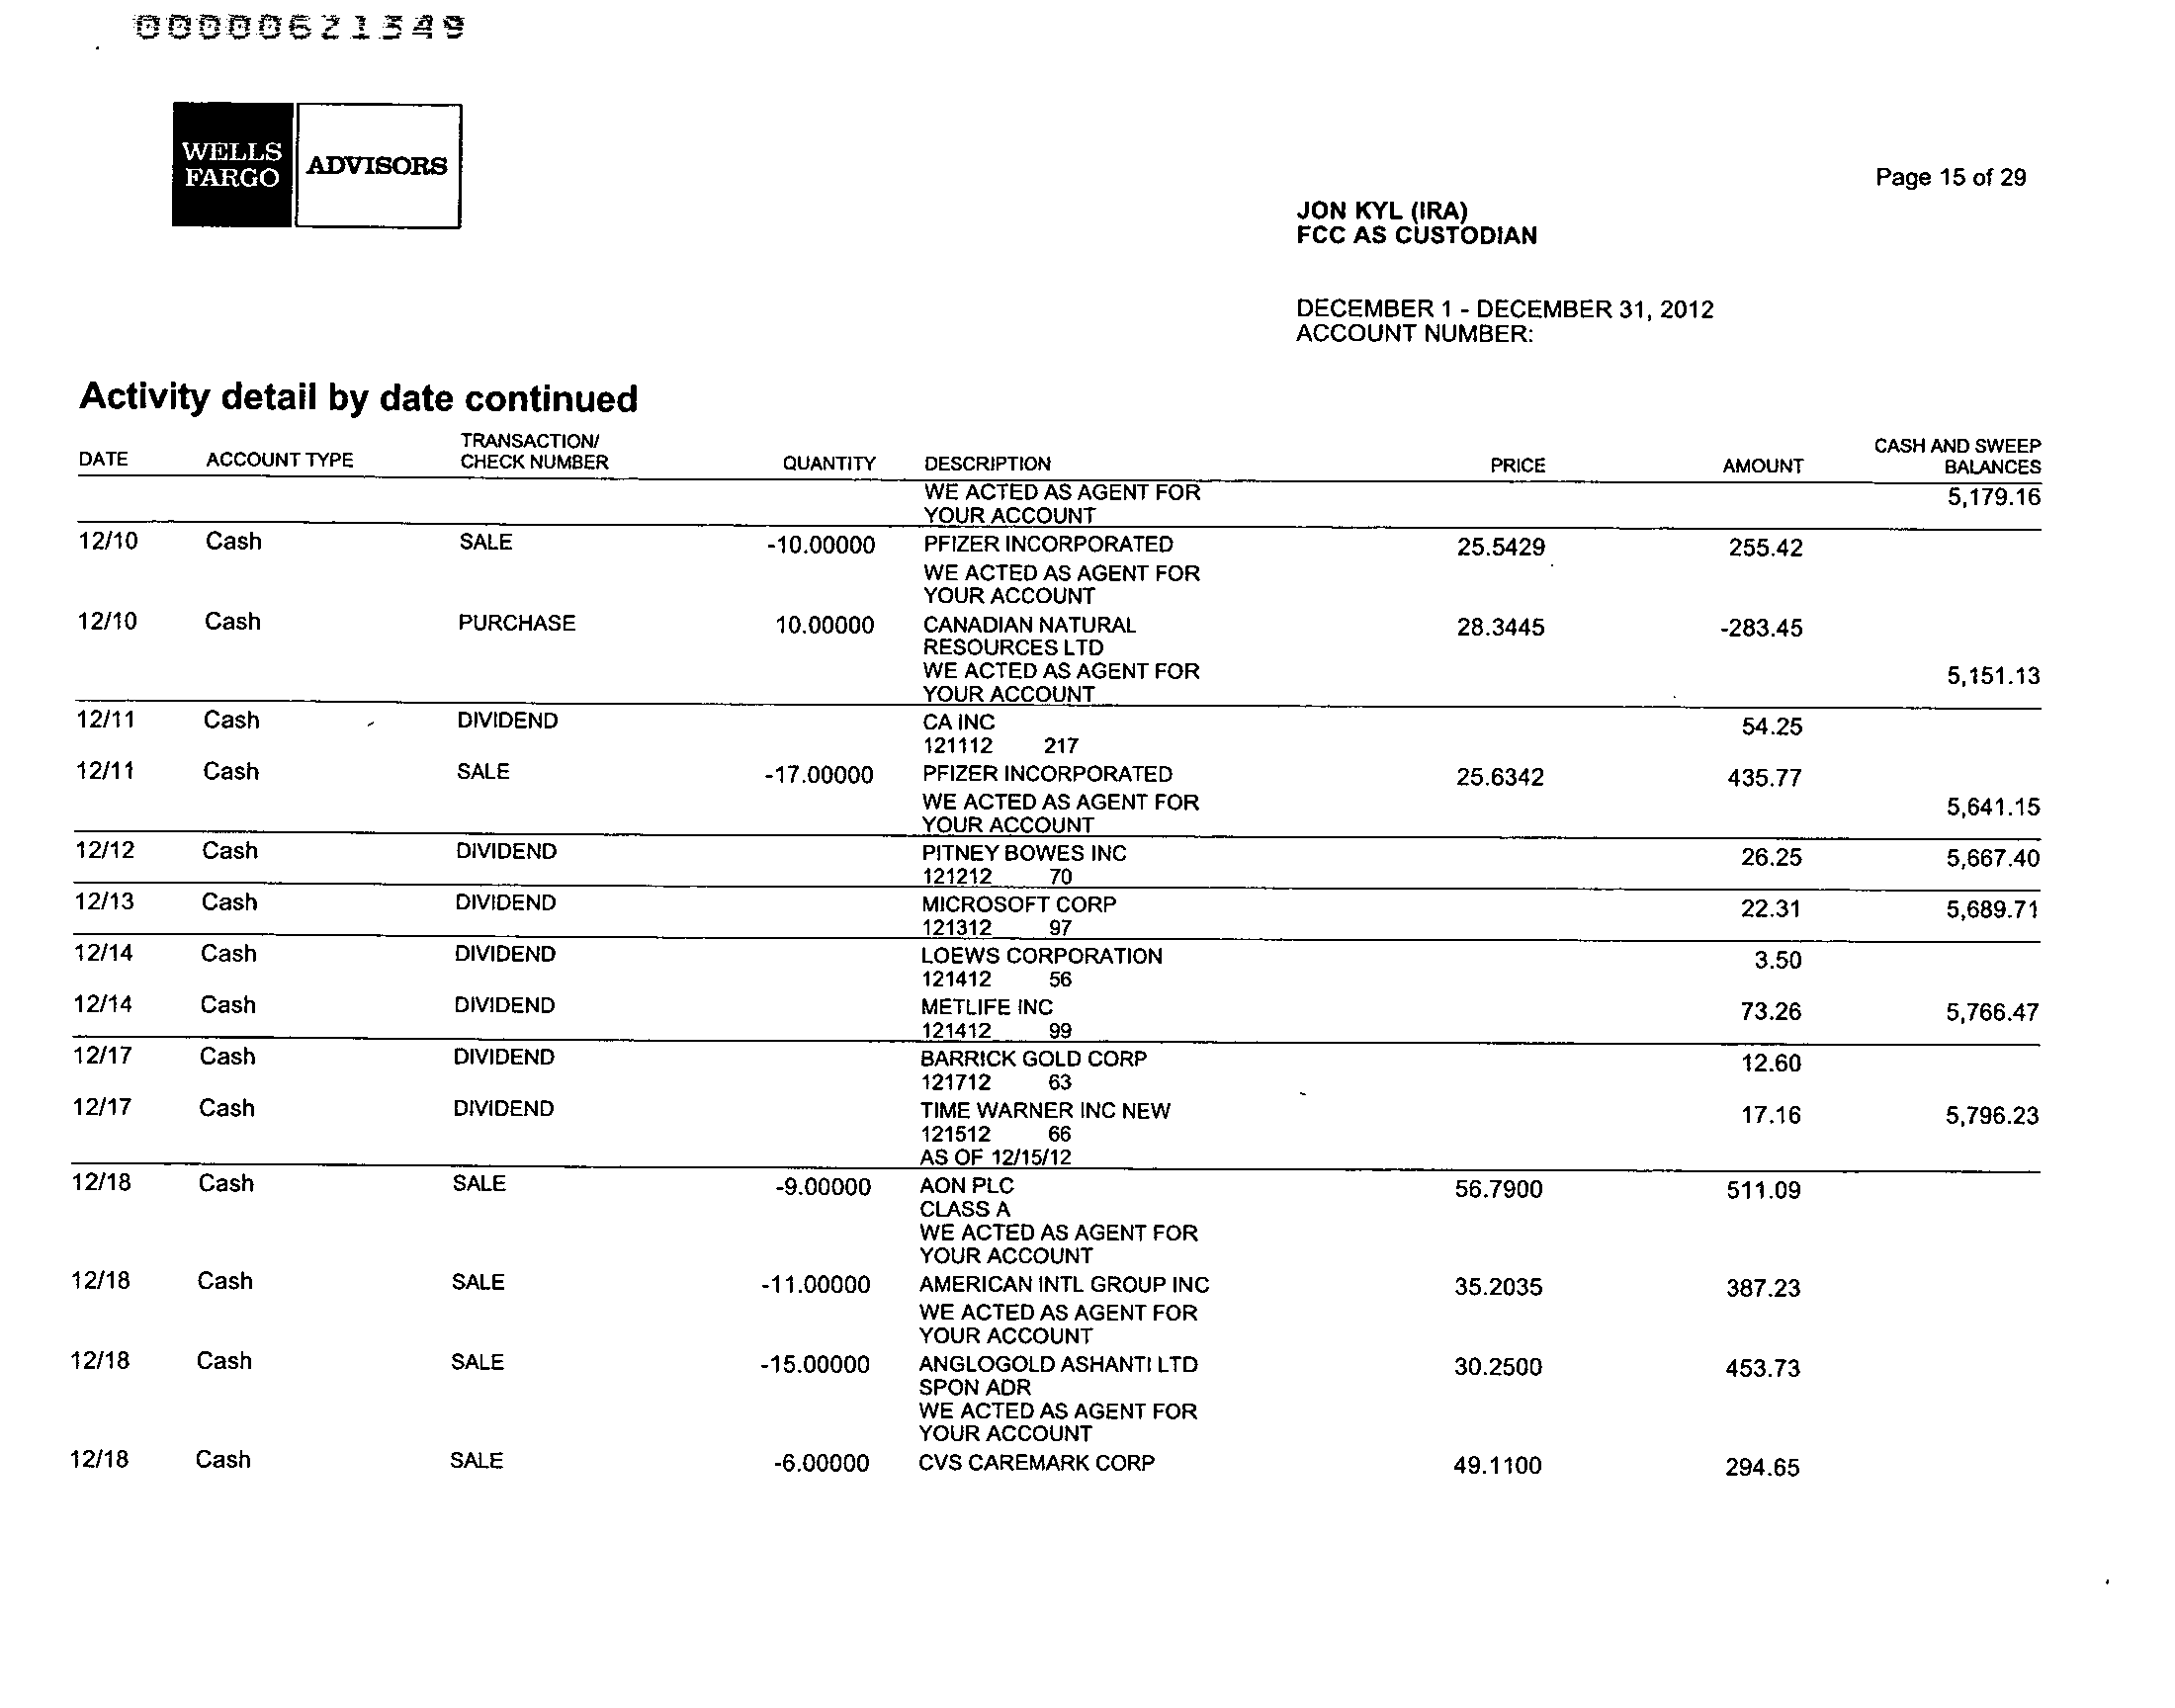 00000621349
WELLS
FARGO
ADVISORS
Page 15 of 29
JON KYL (IRA)
FCC AS CUSTODIAN
DECEMBER 1 - DECEMBER 31, 2012
ACCOUNT NUMBER:
Activity detail by date continued
DATE ACCOUNT TYPE TRANSACTION/ CHECK NUMBER QUANTITY DESCRIPTION PRICE AMOUNT CASH AND SWEEP BALANCES
WE ACTED AS AGENT FOR 5,179.16
YOUR ACCOUNT
12/10 Cash SALE -10.00000 PFIZER INCORPORATED 25.5429 255.42
WE ACTED AS AGENT FOR
YOUR ACCOUNT
12/10 Cash PURCHASE 10.00000 CANADIAN NATURAL 28.3445 -283.45
RESOURCES LTD
WE ACTED AS AGENT FOR 5,151.13
YOUR ACCOUNT
12/11 Cash DIVIDEND CA INC 54.25
121112 217
12/11 Cash SALE -17.00000 PFIZER INCORPORATED 25.6342 435.77
WE ACTED AS AGENT FOR 5,641.15
YOUR ACCOUNT
12/12 Cash DIVIDEND PITNEY BOWES INC 26.25 5,667.40
121212 70
12/13 Cash DIVIDEND MICROSOFT CORP 22.31 5,689.71
121312 97
12/14 Cash DIVIDEND LOEWS CORPORATION 3.50
121412 56
12/14 Cash DIVIDEND METLIFE INC 73.26 5,766.47
121412 99
12/17 Cash DIVIDEND BARRICK GOLD CORP 12.60
121712 63
12/17 Cash DIVIDEND TIME WARNER INC NEW 17.16 5,796.23
121512 66
AS OF 12/15/12
12/18 Cash SALE -9.00000 AON PLC 56.7900 511.09
CLASS A
WE ACTED AS AGENT FOR
YOUR ACCOUNT
12/18 Cash SALE -11.00000 AMERICAN INTL GROUP INC 35.2035 387.23
WE ACTED AS AGENT FOR
YOUR ACCOUNT
12/18 Cash SALE -15.00000 ANGLOGOLD ASHANTI LTD 30.2500 453.73
SPON ADR
WE ACTED AS AGENT FOR
YOUR ACCOUNT
12/18 Cash SALE -6.00000 CVS CAREMARK CORP 49.1100 294.65